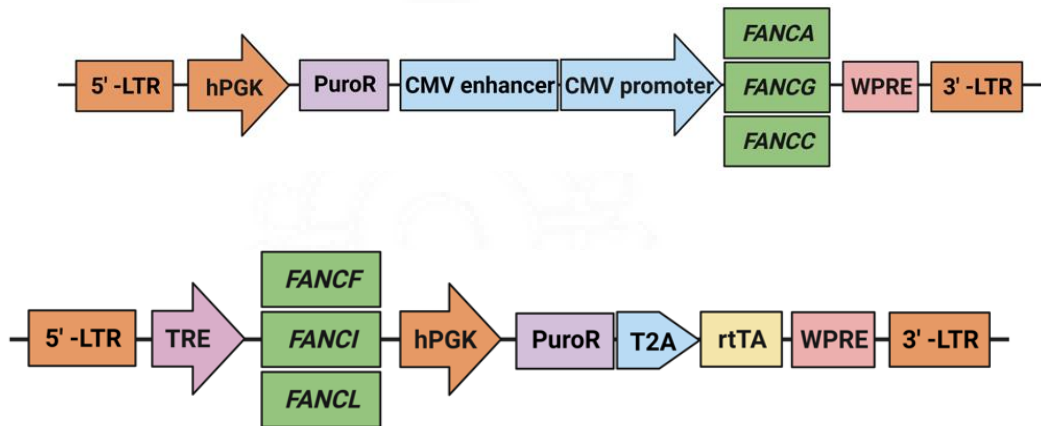 FANCA
5' -LTR hPGK PuroR CMV enhancer CMV promoter FANCG WPRE 3' -LTR
FANCC
FANCF
5' -LTR TRE FANCI hPGK PuroR T2A rtTA WPRE 3' -LTR
FANCL